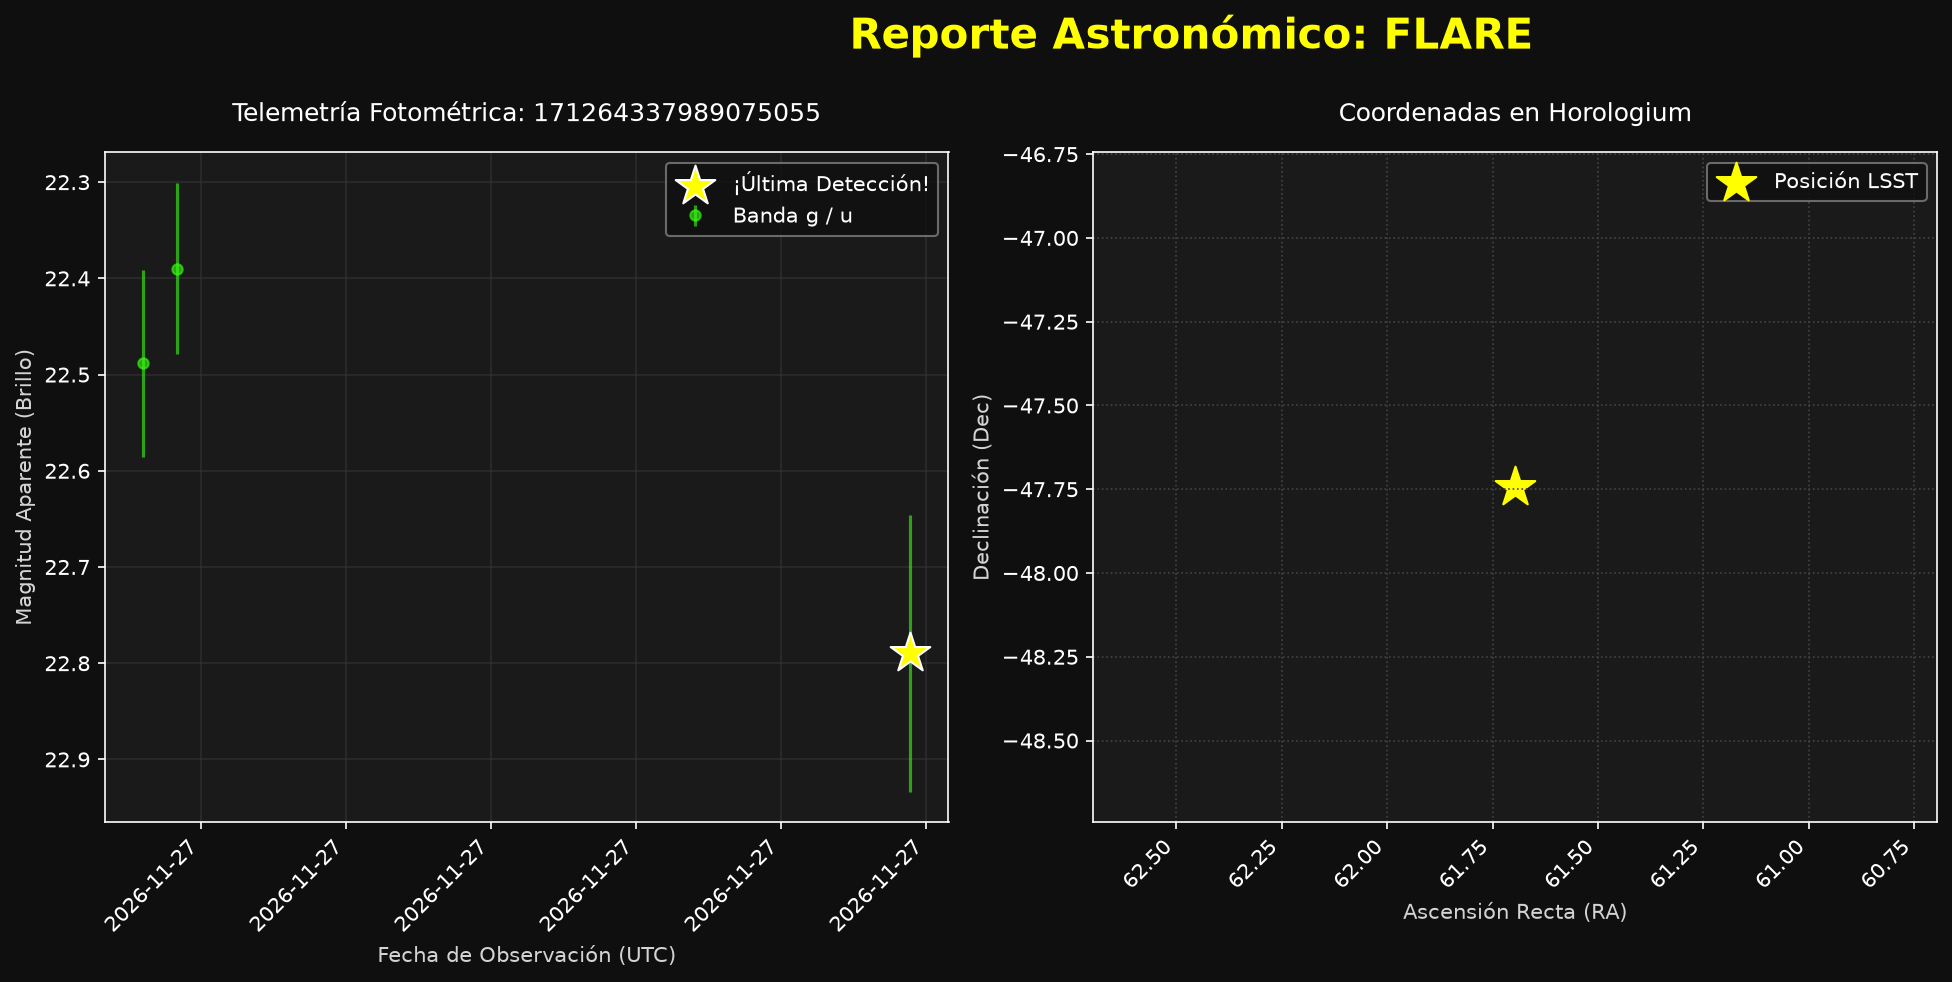 Reporte Astronómico: FLARE
Telemetría Fotométrica: 171264337989075055
Magnitud Aparente (Brillo)
22.3
22.4
22.5
22.6
22.7
22.8
22.9
¡Última Detección!
Banda g / u
2026-11-27
2026-11-27
2026-11-27
2026-11-27
2026-11-27
2026-11-27
Fecha de Observación (UTC)
Coordenadas en Horologium
Declinación (Dec)
−46.75
−47.00
−47.25
−47.50
−47.75
−48.00
−48.25
−48.50
Posición LSST
62.50
62.25
62.00
61.75
61.50
61.25
61.00
60.75
Ascensión Recta (RA)